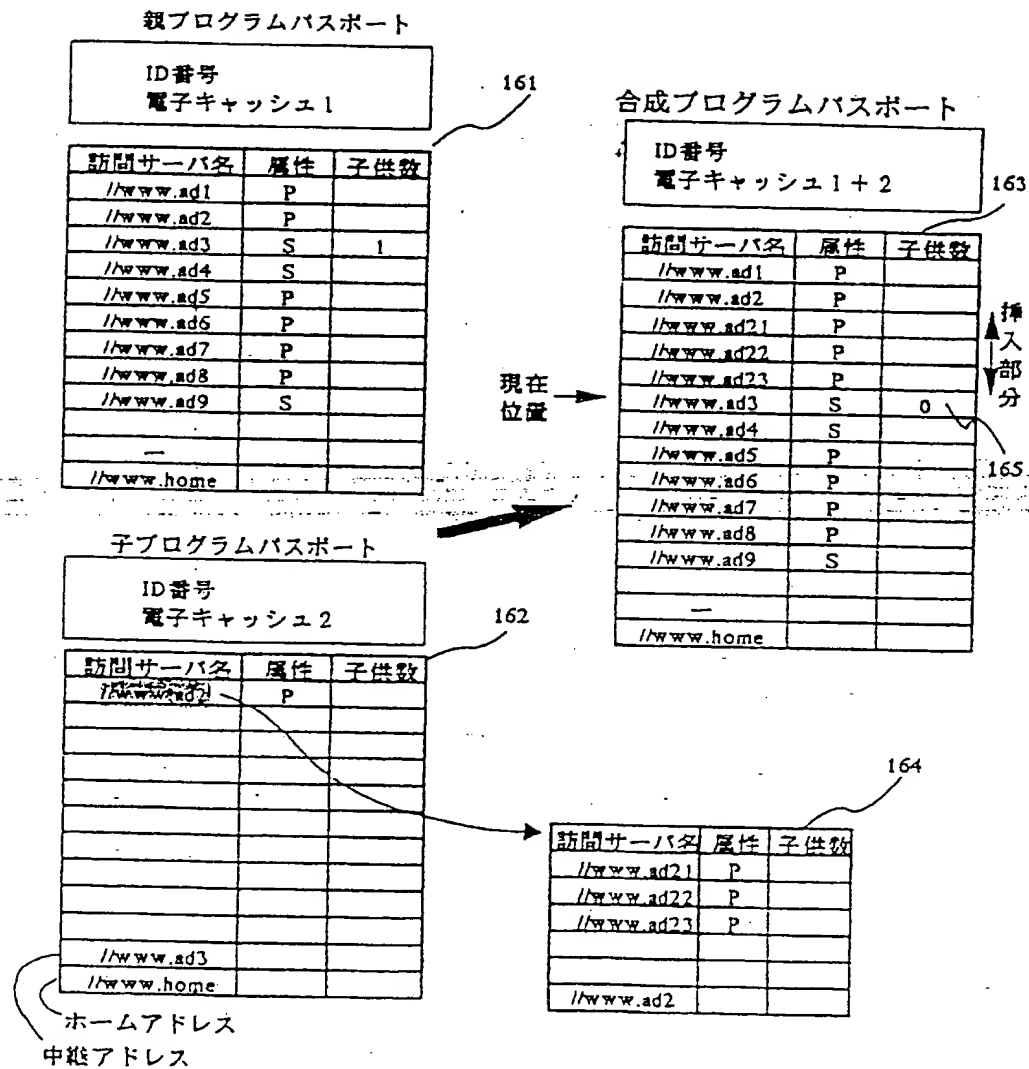 親プログラムパスポート
ID番号
電子キャッシュ1
161
訪問サーバ名 属性 子供数
//www.ad1 P
//www.ad2 P
//www.ad3 S 1
//www.ad4 S
//www.ad5 P
//www.ad6 P
//www.ad7 P
//www.ad8 P
//www.ad9 S
—
//www.home
子プログラムパスポート
ID番号
電子キャッシュ2
162
訪問サーバ名 属性 子供数
//www.ad2 P
//www.ad3
//www.home
ホームアドレス
中継アドレス
合成プログラムパスポート
ID番号
電子キャッシュ1+2
163
訪問サーバ名 属性 子供数
//www.ad1 P
//www.ad2 P
//www.ad21 P
//www.ad22 P
//www.ad23 P
//www.ad3 S 0
//www.ad4 S
//www.ad5 P
//www.ad6 P
//www.ad7 P
//www.ad8 P
//www.ad9 S
—
//www.home
挿入部分
現在
位置
165
164
訪問サーバ名 属性 子供数
//www.ad21 P
//www.ad22 P
//www.ad23 P
//www.ad2